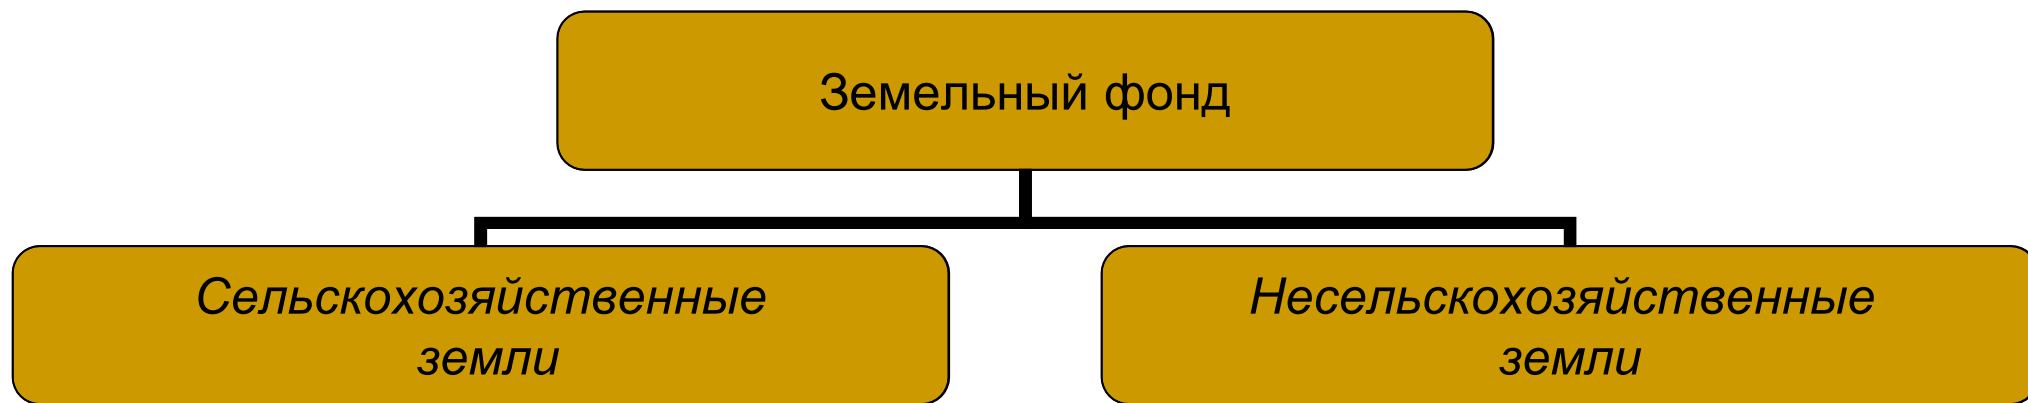 Земельный фонд
Сельскохозяйственные
земли
Несельскохозяйственные
земли